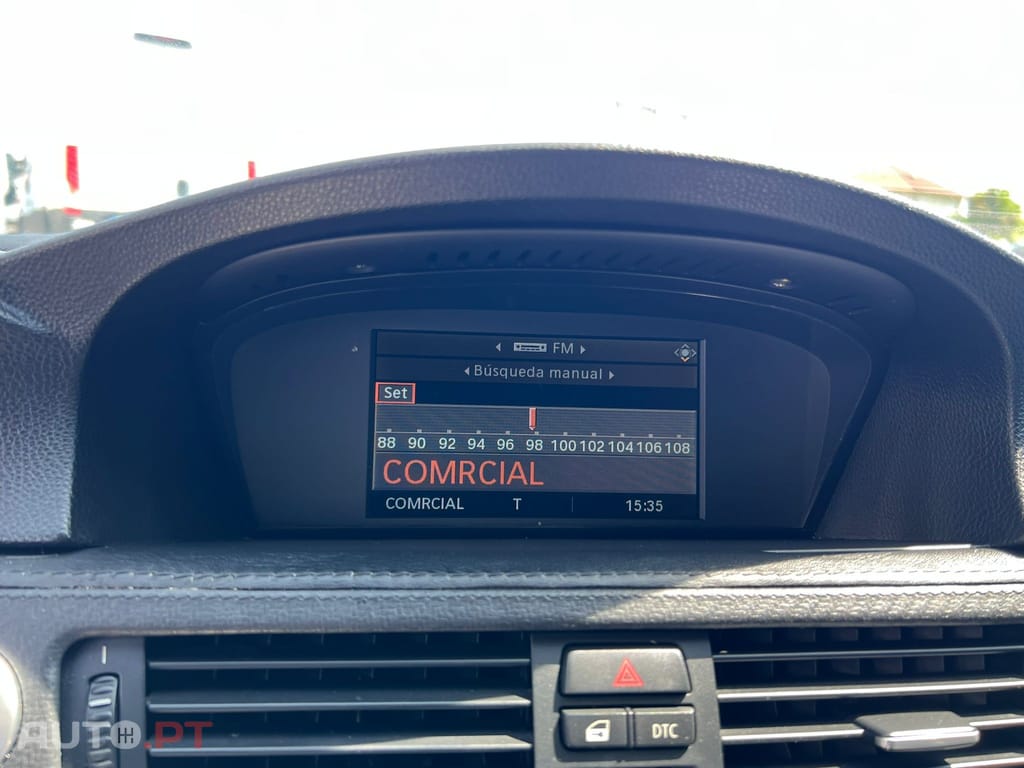 FM
Búsqueda manual
Set
88 90 92 94 96 98 100 102 104 106 108
COMRCIAL
COMRCIAL T 15:35
DTC
AUTO.PT